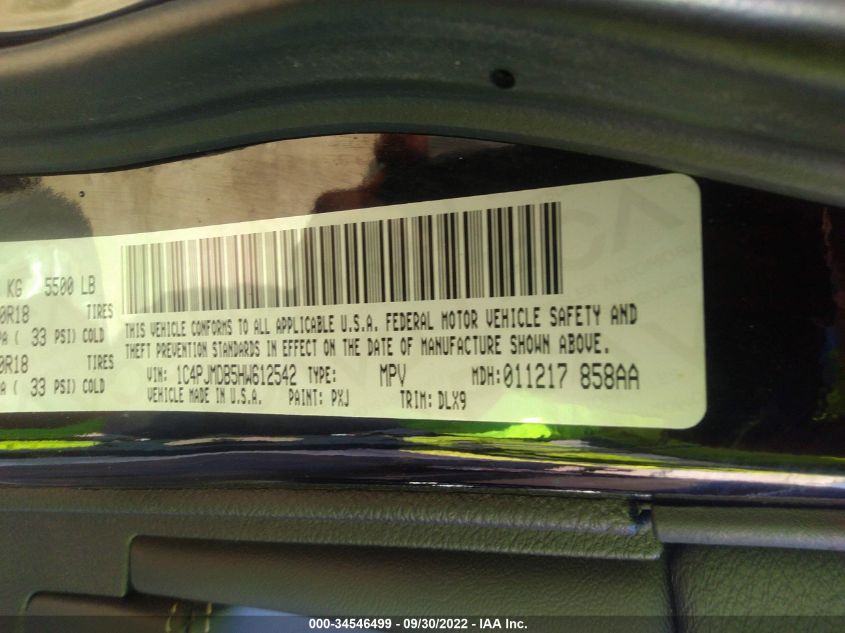 KG 5500 LB
0R18 TIRES
PA ( 33 PSI) COLD
0R18 TIRES
A ( 33 PSI) COLD
THIS VEHICLE CONFORMS TO ALL APPLICABLE U.S.A. FEDERAL MOTOR VEHICLE SAFETY AND
THEFT PREVENTION STANDARDS IN EFFECT ON THE DATE OF MANUFACTURE SHOWN ABOVE.
VIN: 1C4PJMDB5HW612542 TYPE: MPV MDH: 011217 858AA
VEHICLE MADE IN U.S.A. PAINT: PXJ TRIM: DLX9
000-34546499 - 09/30/2022 - IAA Inc.